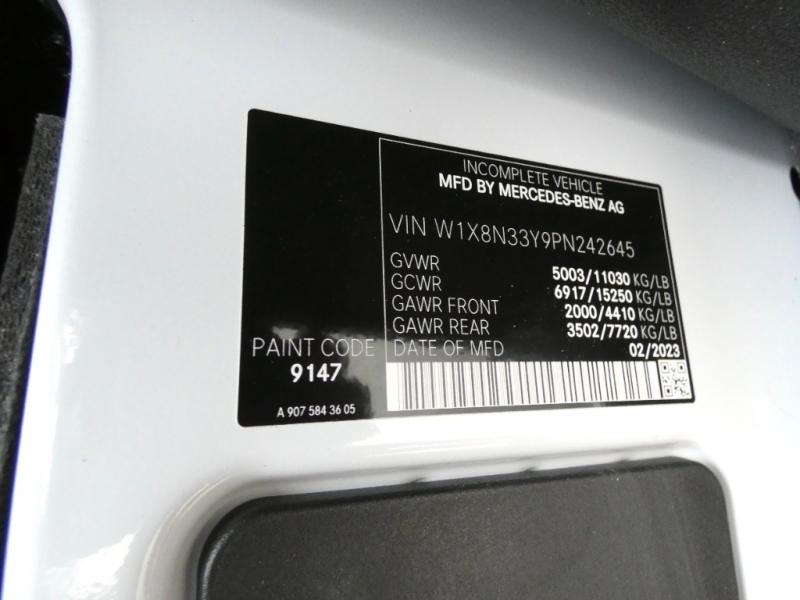 INCOMPLETE VEHICLE
MFD BY MERCEDES-BENZ AG
VIN W1X8N33Y9PN242645
GVWR 5003/11030 KG/LB
GCWR 6917/15250 KG/LB
GAWR FRONT 2000/4410 KG/LB
GAWR REAR 3502/7720 KG/LB
DATE OF MFD 02/2023
PAINT CODE
9147
A 907 584 36 05